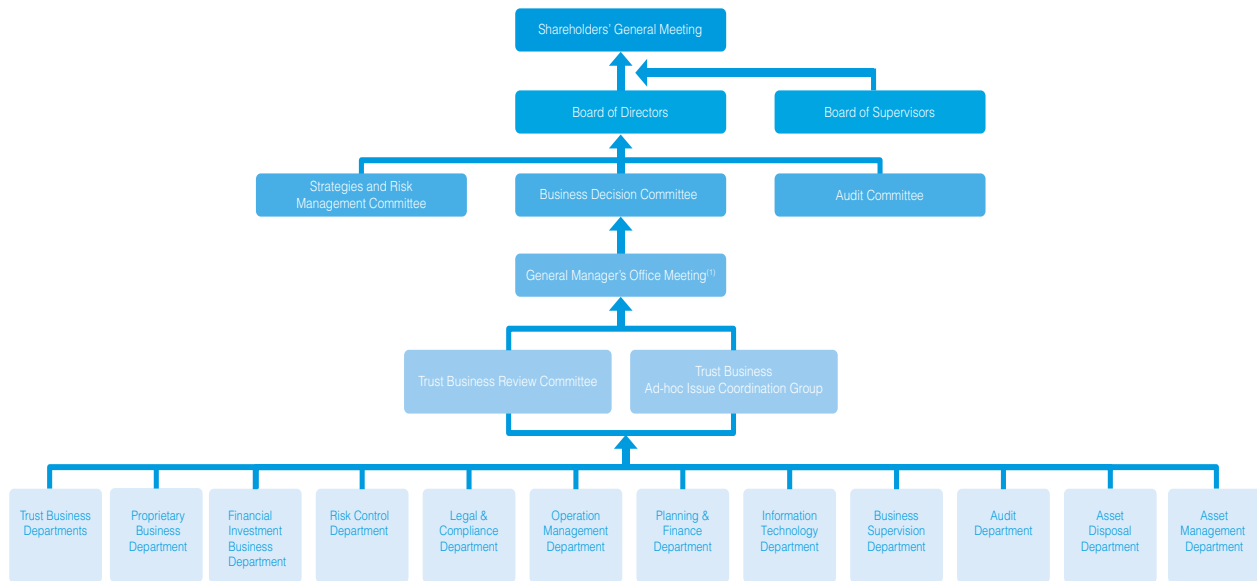 Shareholders’ General Meeting
Board of Directors
Board of Supervisors
Strategies and Risk
Management Committee
Business Decision Committee
Audit Committee
General Manager’s Office Meeting(1)
Trust Business Review Committee
Trust Business
Ad-hoc Issue Coordination Group
Trust Business
Departments
Proprietary
Business
Department
Financial
Investment
Business
Department
Risk Control
Department
Legal &
Compliance
Department
Operation
Management
Department
Planning &
Finance
Department
Information
Technology
Department
Business
Supervision
Department
Audit
Department
Asset
Disposal
Department
Asset
Management
Department